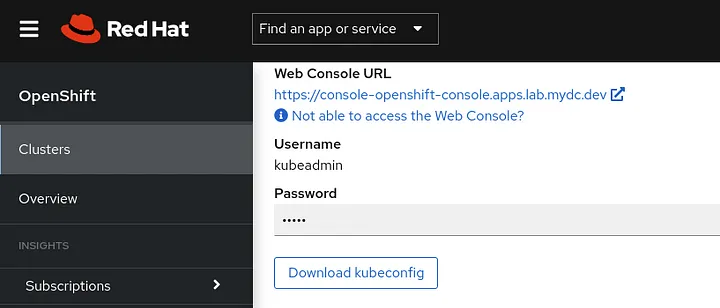 Red Hat
Find an app or service
OpenShift
Clusters
Overview
INSIGHTS
Subscriptions
Web Console URL
https://console-openshift-console.apps.lab.mydc.dev
Not able to access the Web Console?
Username
kubeadmin
Password
•••••
Download kubeconfig